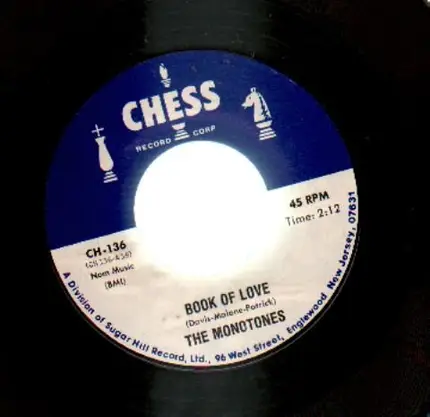 CHESS
RECORD CORP
45 RPM
Time: 2:12
CH-136
Nom Music
(BMI)
BOOK OF LOVE
(Davis-Malone-Patrick)
THE MONOTONES
A Division of Sugar Hill Record, Ltd., 96 West Street, Englewood New Jersey, 07631